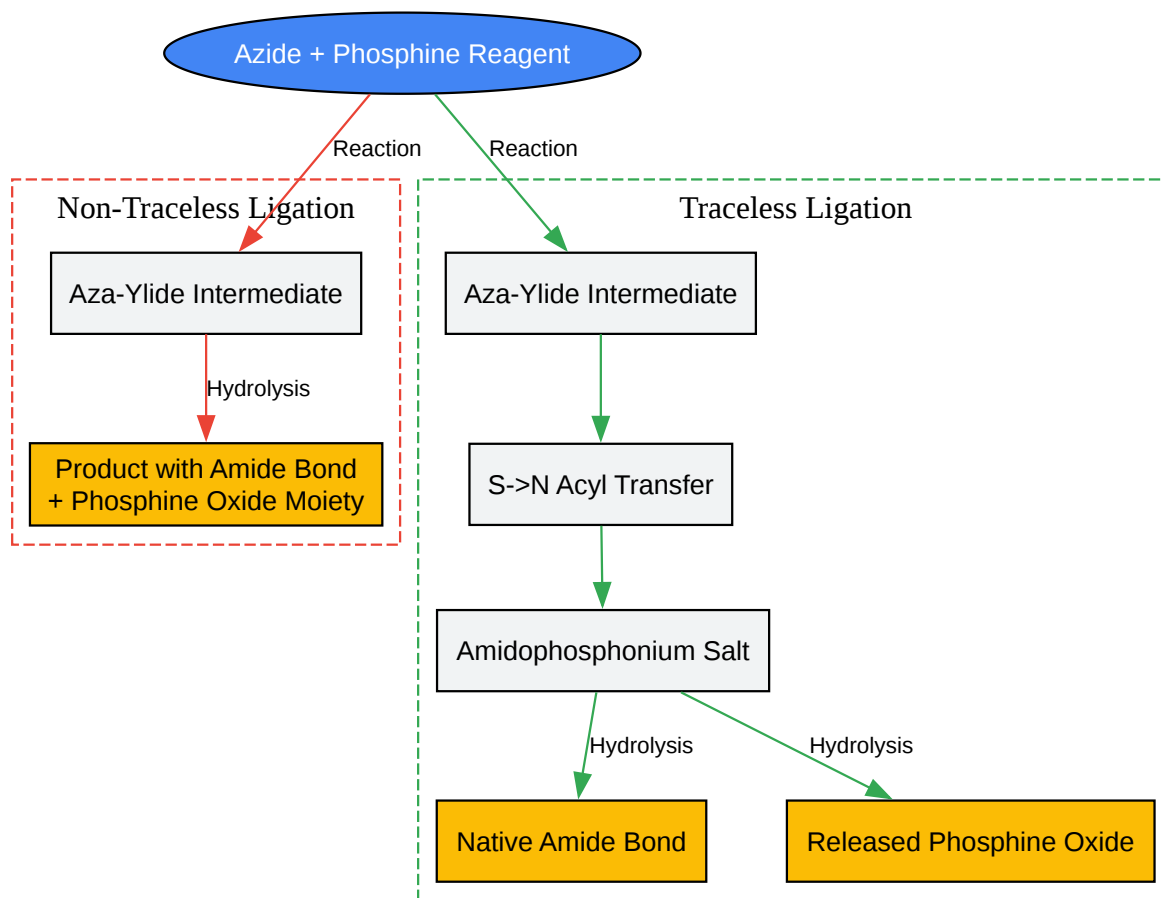 Azide + Phosphine Reagent
Reaction
Reaction
Non-Traceless Ligation
Traceless Ligation
Aza-Ylide Intermediate
Aza-Ylide Intermediate
Hydrolysis
Product with Amide Bond
+ Phosphine Oxide Moiety
S->N Acyl Transfer
Amidophosphonium Salt
Hydrolysis
Hydrolysis
Native Amide Bond
Released Phosphine Oxide